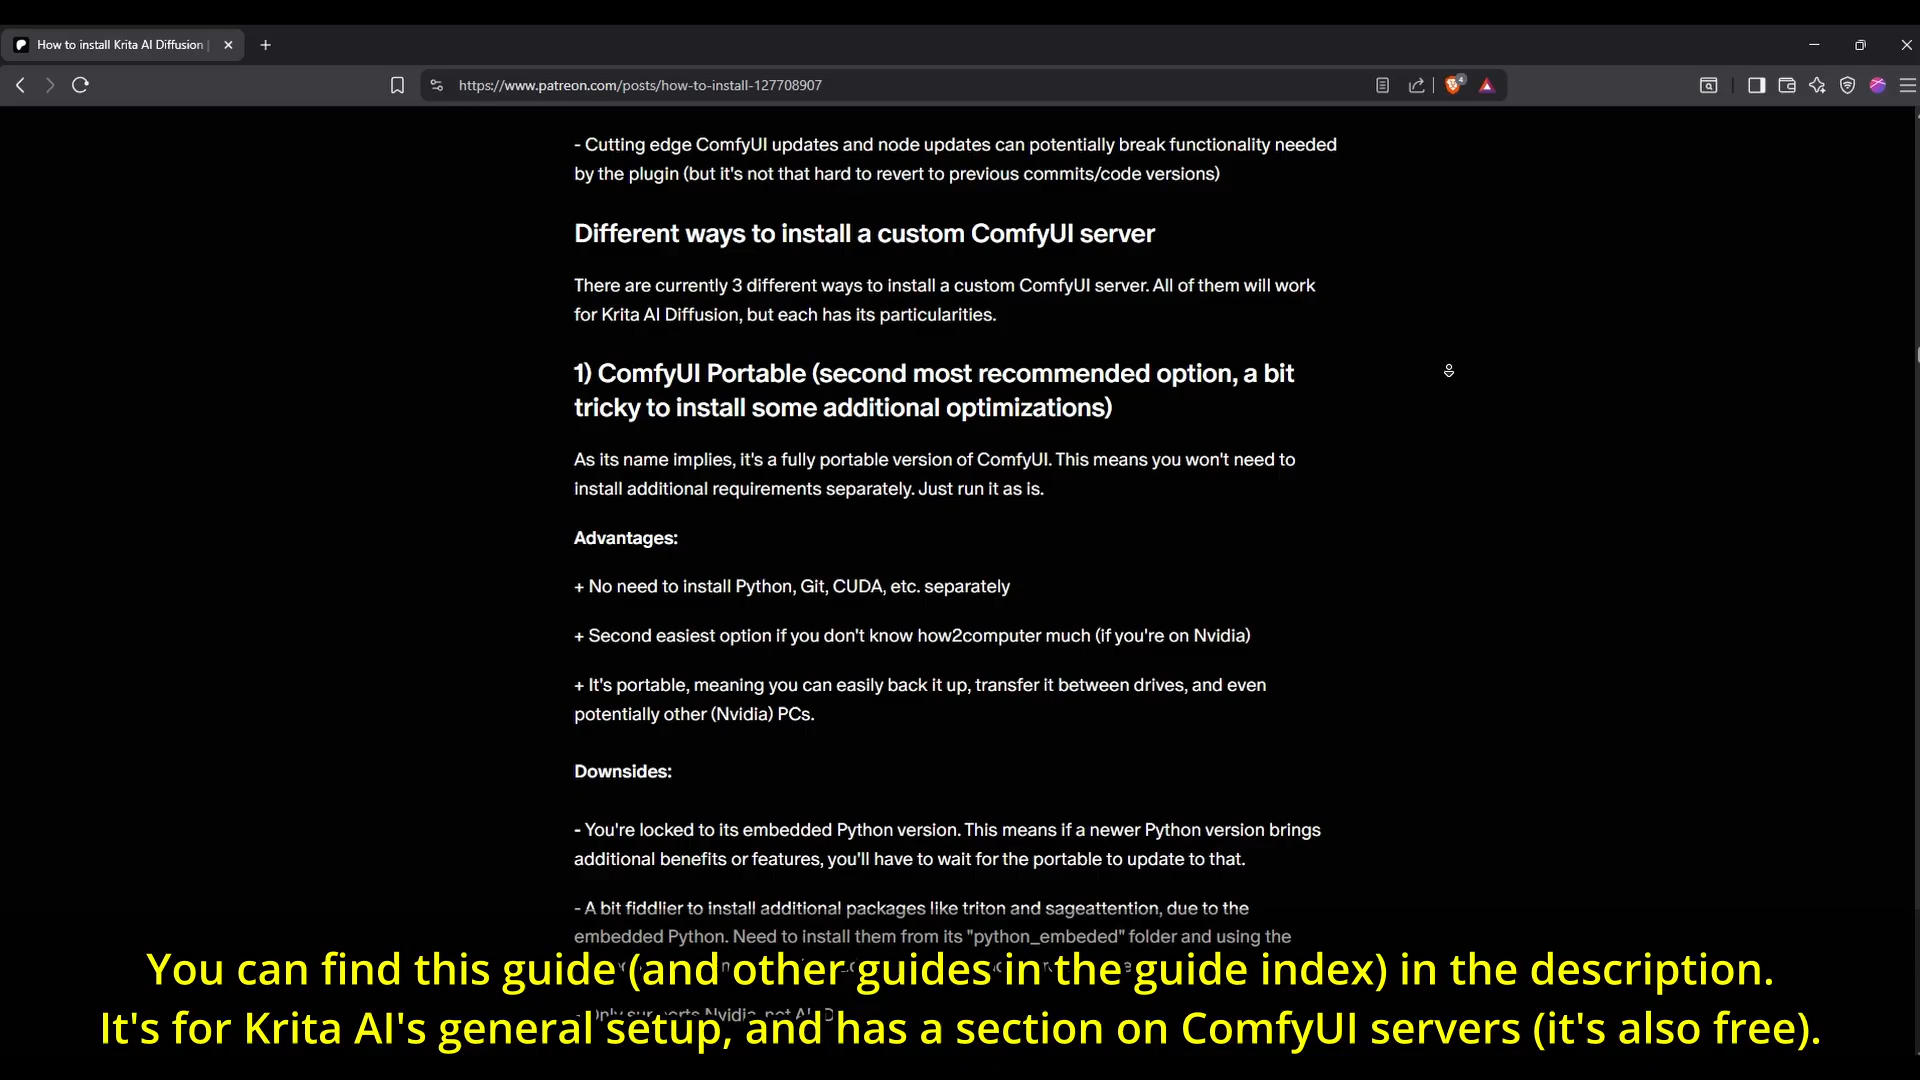 How to install Krita AI Diffusion |
https://www.patreon.com/posts/how-to-install-127708907
4
- Cutting edge ComfyUI updates and node updates can potentially break functionality needed
by the plugin (but it's not that hard to revert to previous commits/code versions)
Different ways to install a custom ComfyUI server
There are currently 3 different ways to install a custom ComfyUI server. All of them will work
for Krita AI Diffusion, but each has its particularities.
1) ComfyUI Portable (second most recommended option, a bit
tricky to install some additional optimizations)
As its name implies, it's a fully portable version of ComfyUI. This means you won't need to
install additional requirements separately. Just run it as is.
Advantages:
+ No need to install Python, Git, CUDA, etc. separately
+ Second easiest option if you don't know how2computer much (if you're on Nvidia)
+ It's portable, meaning you can easily back it up, transfer it between drives, and even
potentially other (Nvidia) PCs.
Downsides:
- You're locked to its embedded Python version. This means if a newer Python version brings
additional benefits or features, you'll have to wait for the portable to update to that.
- A bit fiddlier to install additional packages like triton and sageattention, due to the
embedded Python. Need to install them from its "python_embeded" folder and using the
You can find this guide (and other guides in the guide index) in the description.
Nvidia
It's for Krita AI's general setup, and has a section on ComfyUI servers (it's also free).